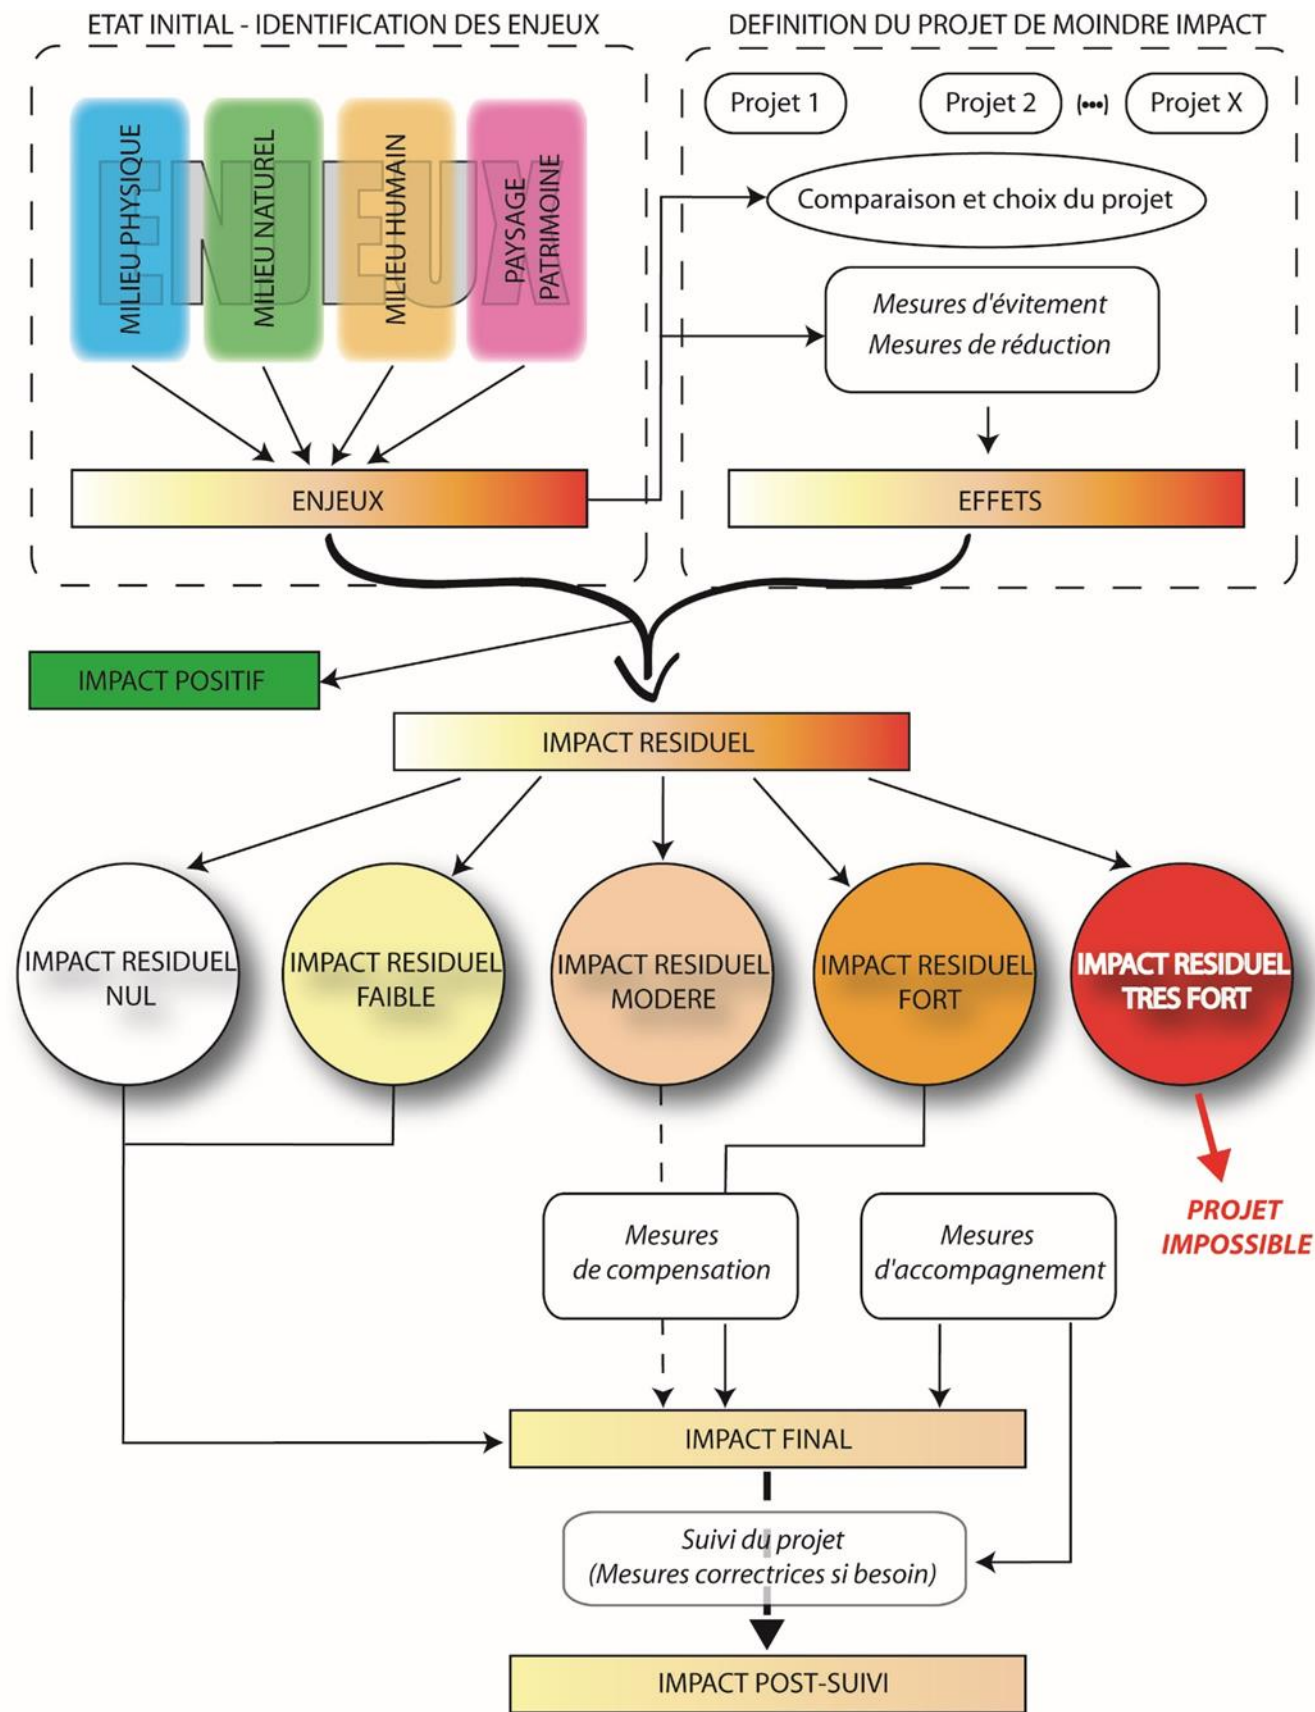 ETAT INITIAL - IDENTIFICATION DES ENJEUX
DEFINITION DU PROJET DE MOINDRE IMPACT
ENJEUX
MILIEU PHYSIQUE
MILIEU NATUREL
MILIEU HUMAIN
PAYSAGE
PATRIMOINE
Projet 1
Projet 2
(•••)
Projet X
Comparaison et choix du projet
Mesures d'évitement
Mesures de réduction
ENJEUX
EFFETS
IMPACT POSITIF
IMPACT RESIDUEL
IMPACT RESIDUEL
NUL
IMPACT RESIDUEL
FAIBLE
IMPACT RESIDUEL
MODERE
IMPACT RESIDUEL
FORT
IMPACT RESIDUEL
TRES FORT
PROJET
IMPOSSIBLE
Mesures
de compensation
Mesures
d'accompagnement
IMPACT FINAL
Suivi du projet
(Mesures correctrices si besoin)
IMPACT POST-SUIVI